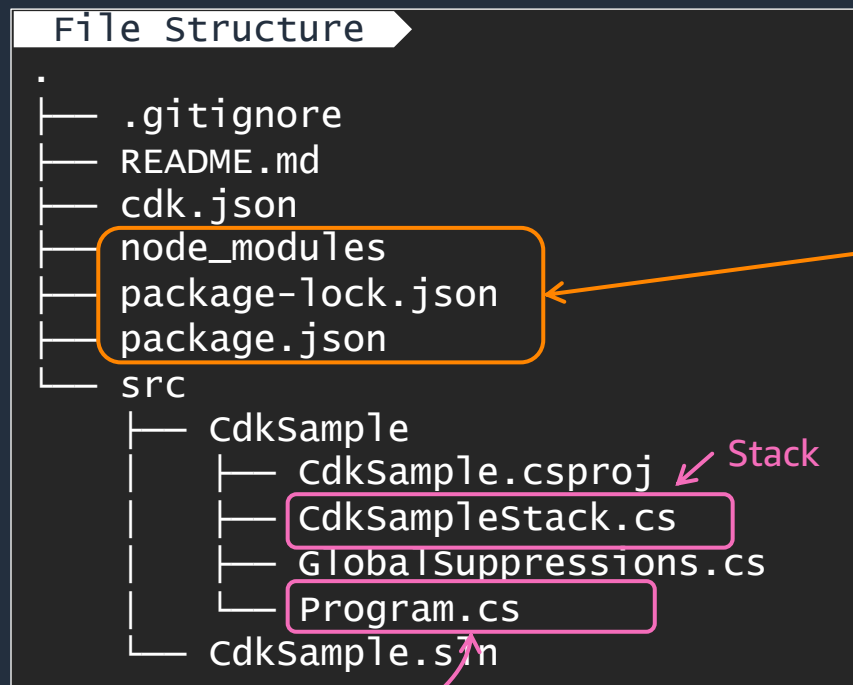 File Structure
.
├── .gitignore
├── README.md
├── cdk.json
├── node_modules
├── package-lock.json
├── package.json
└── src
    ├── CdkSample
    │   ├── CdkSample.csproj
Stack
    │   ├── CdkSampleStack.cs
    │   ├── GlobalSuppressions.cs
    │   └── Program.cs
    └── CdkSample.sln